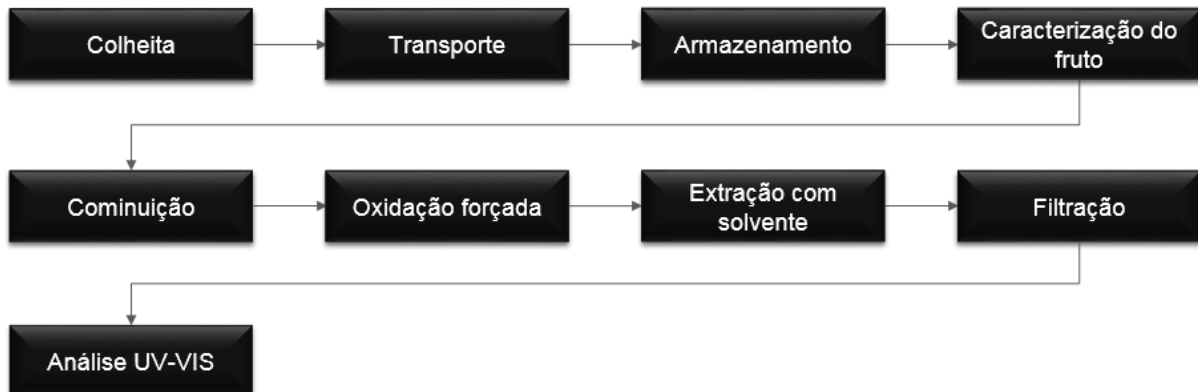 Colheita
Transporte
Armazenamento
Caracterização do
fruto
Cominuição
Oxidação forçada
Extração com
solvente
Filtração
Análise UV-VIS